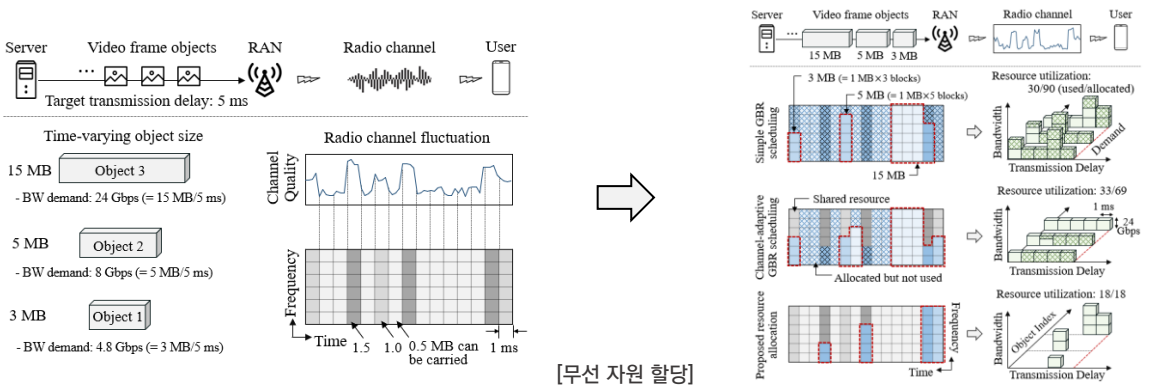 Server
Video frame objects
RAN
Radio channel
User
...
Target transmission delay: 5 ms
Time-varying object size
15 MB
Object 3
- BW demand: 24 Gbps (= 15 MB/5 ms)
5 MB
Object 2
- BW demand: 8 Gbps (= 5 MB/5 ms)
3 MB
Object 1
- BW demand: 4.8 Gbps (= 3 MB/5 ms)
Radio channel fluctuation
Channel
Quality
Frequency
Time
1.5
1.0
0.5 MB can
be carried
1 ms
[무선 자원 할당]
Server
Video frame objects
RAN
Radio channel
User
...
15 MB
5 MB
3 MB
Simple GBR
scheduling
3 MB (= 1 MB×3 blocks)
5 MB (= 1 MB×5 blocks)
15 MB
Resource utilization:
30/90 (used/allocated)
Bandwidth
Demand
Transmission Delay
Channel-adaptive
GBR scheduling
Shared resource
Allocated but not used
Resource utilization: 33/69
1 ms
24
Gbps
Bandwidth
Transmission Delay
Proposed resource
allocation
Frequency
Time
Resource utilization: 18/18
Bandwidth
Object Index
Transmission Delay